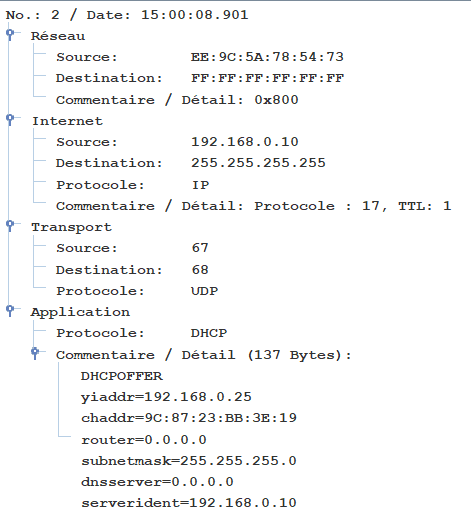 No.: 2 / Date: 15:00:08.901
Réseau
Source: EE:9C:5A:78:54:73
Destination: FF:FF:FF:FF:FF:FF
Commentaire / Détail: 0x800
Internet
Source: 192.168.0.10
Destination: 255.255.255.255
Protocole: IP
Commentaire / Détail: Protocole : 17, TTL: 1
Transport
Source: 67
Destination: 68
Protocole: UDP
Application
Protocole: DHCP
Commentaire / Détail (137 Bytes):
DHCPOFFER
yiaddr=192.168.0.25
chaddr=9C:87:23:BB:3E:19
router=0.0.0.0
subnetmask=255.255.255.0
dnsserver=0.0.0.0
serverident=192.168.0.10